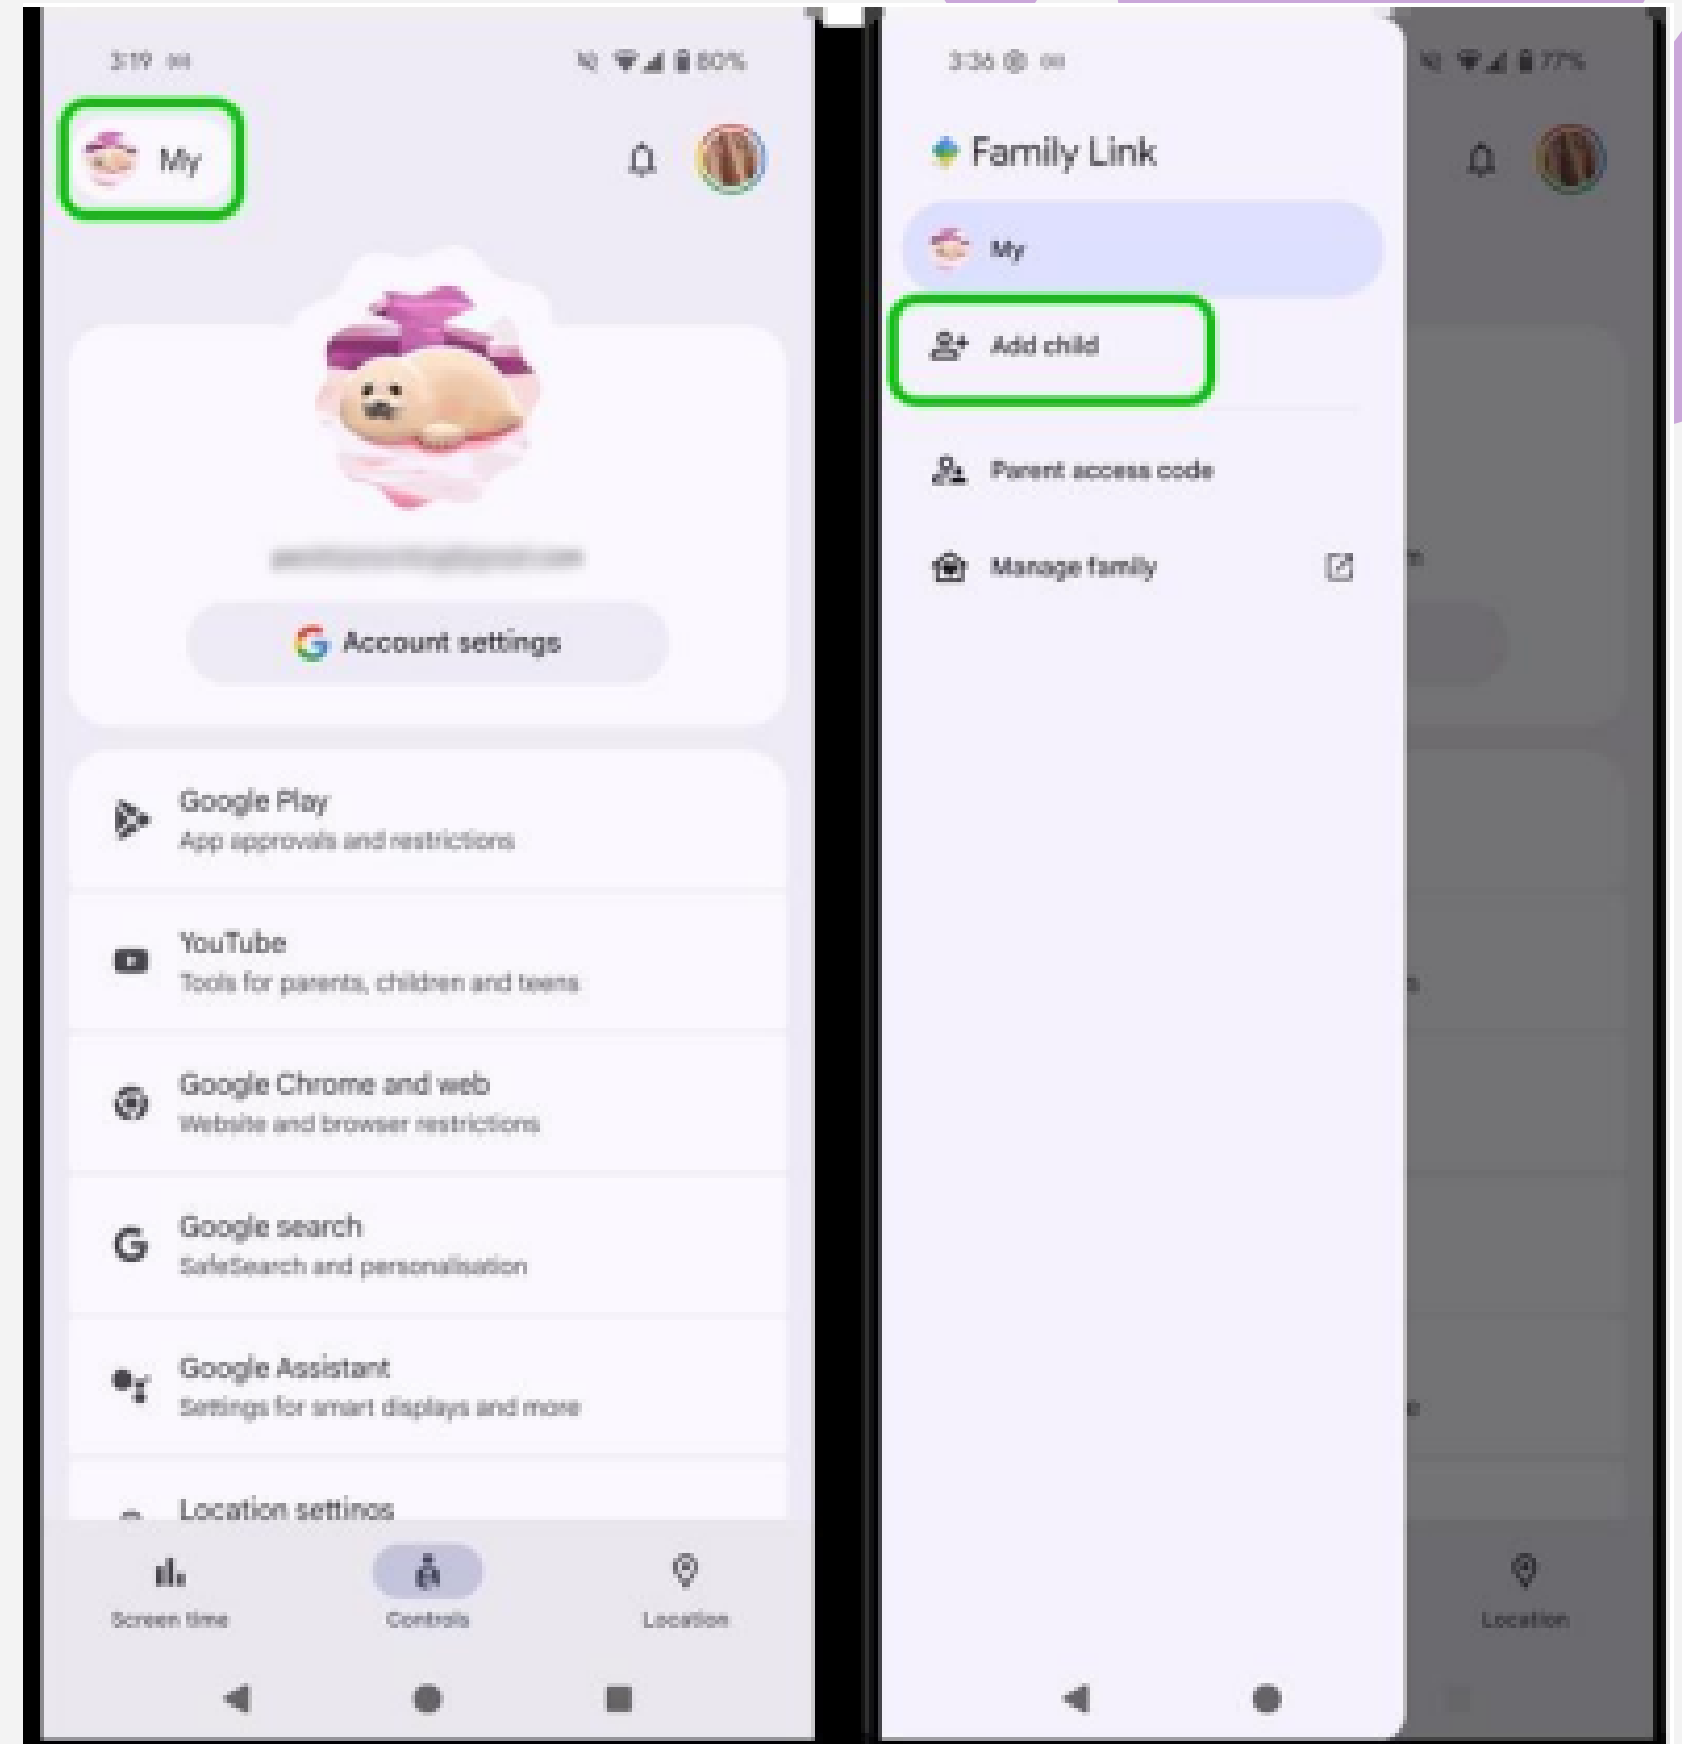 3:19
80%
My
Account settings
Google Play
App approvals and restrictions
YouTube
Tools for parents, children and teens
Google Chrome and web
Website and browser restrictions
Google search
SafeSearch and personalisation
Google Assistant
Settings for smart displays and more
Location settings
Screen time
Controls
Location
3:36
77%
Family Link
My
Add child
Parent access code
Manage family
Location